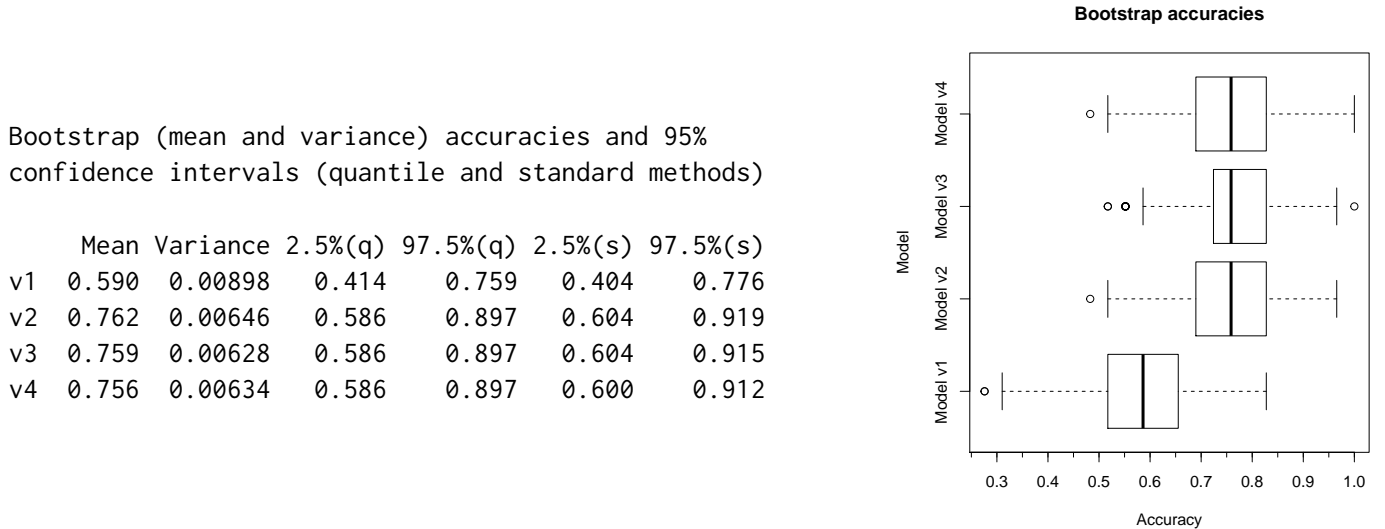 Bootstrap (mean and variance) accuracies and 95%
confidence intervals (quantile and standard methods)
Mean Variance 2.5%(q) 97.5%(q) 2.5%(s) 97.5%(s)
v1 0.590 0.00898 0.414 0.759 0.404 0.776
v2 0.762 0.00646 0.586 0.897 0.604 0.919
v3 0.759 0.00628 0.586 0.897 0.604 0.915
v4 0.756 0.00634 0.586 0.897 0.600 0.912
Bootstrap accuracies
Model
Model v4
Model v3
Model v2
Model v1
0.3 0.4 0.5 0.6 0.7 0.8 0.9 1.0
Accuracy